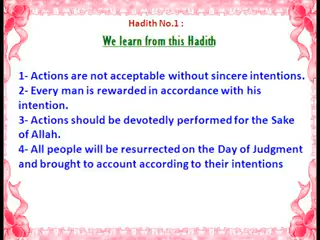 Hadith No.1 :
We learn from this Hadith
1- Actions are not acceptable without sincere intentions.
2- Every man is rewarded in accordance with his
intention.
3- Actions should be devotedly performed for the Sake
of Allah.
4- All people will be resurrected on the Day of Judgment
and brought to account according to their intentions